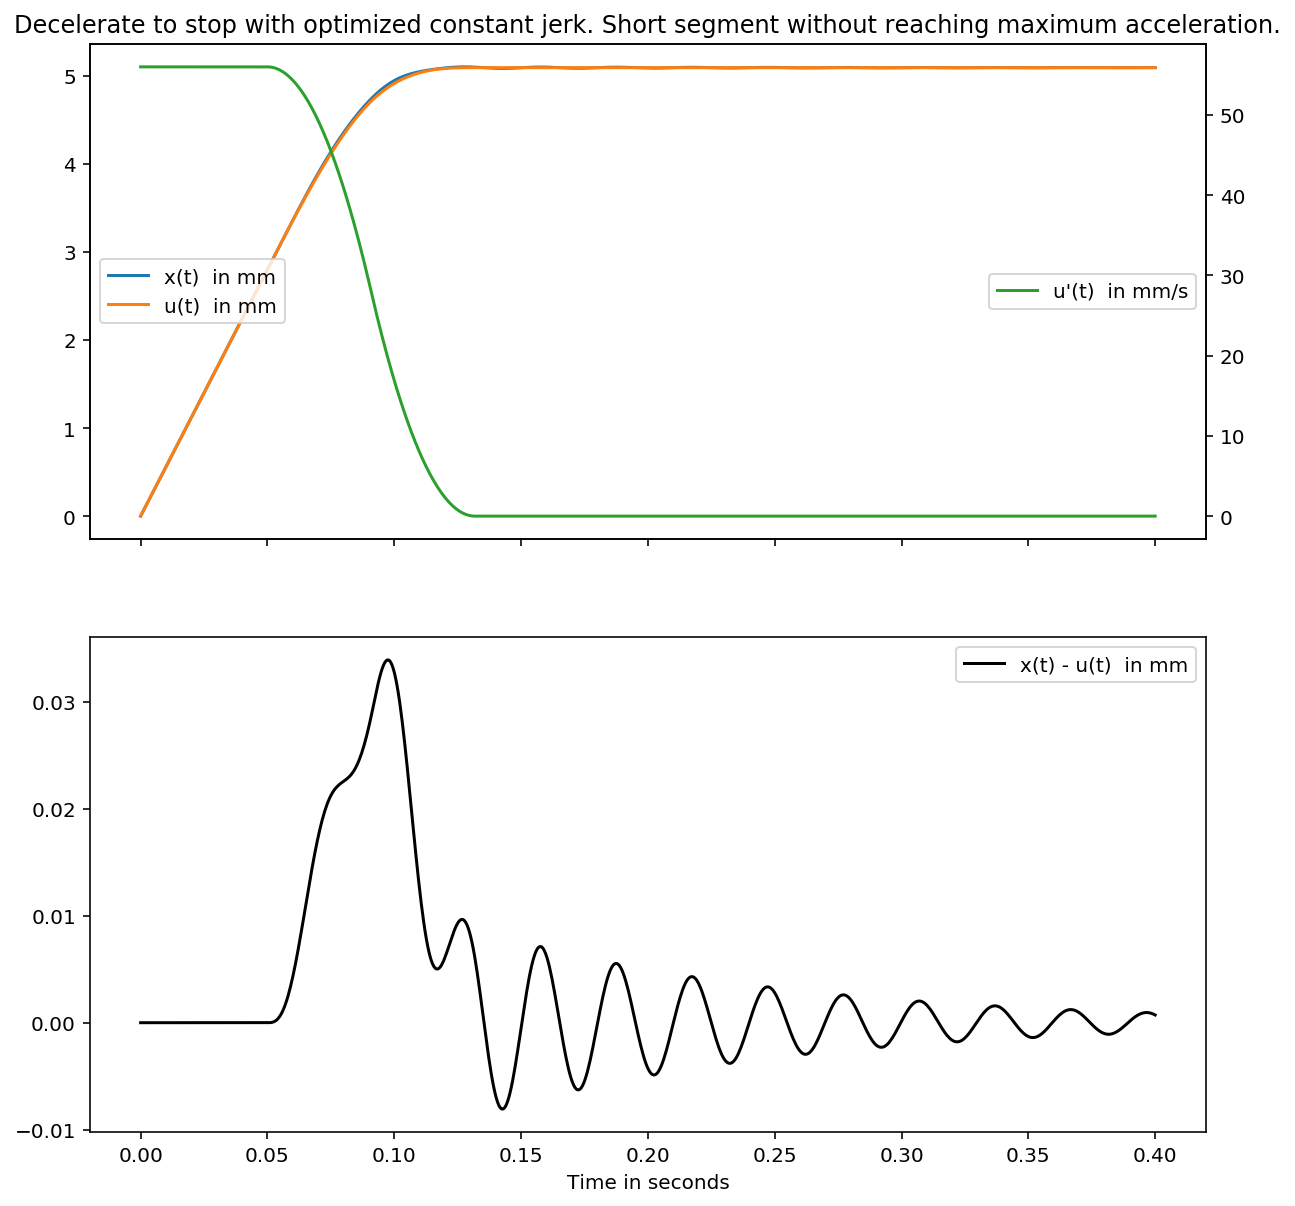 Decelerate to stop with optimized constant jerk. Short segment without reaching maximum acceleration.
5
4
3
2
1
0
x(t)  in mm
u(t)  in mm
u'(t)  in mm/s
50
40
30
20
10
0
x(t) - u(t)  in mm
0.03
0.02
0.01
0.00
−0.01
0.00 0.05 0.10 0.15 0.20 0.25 0.30 0.35 0.40
Time in seconds